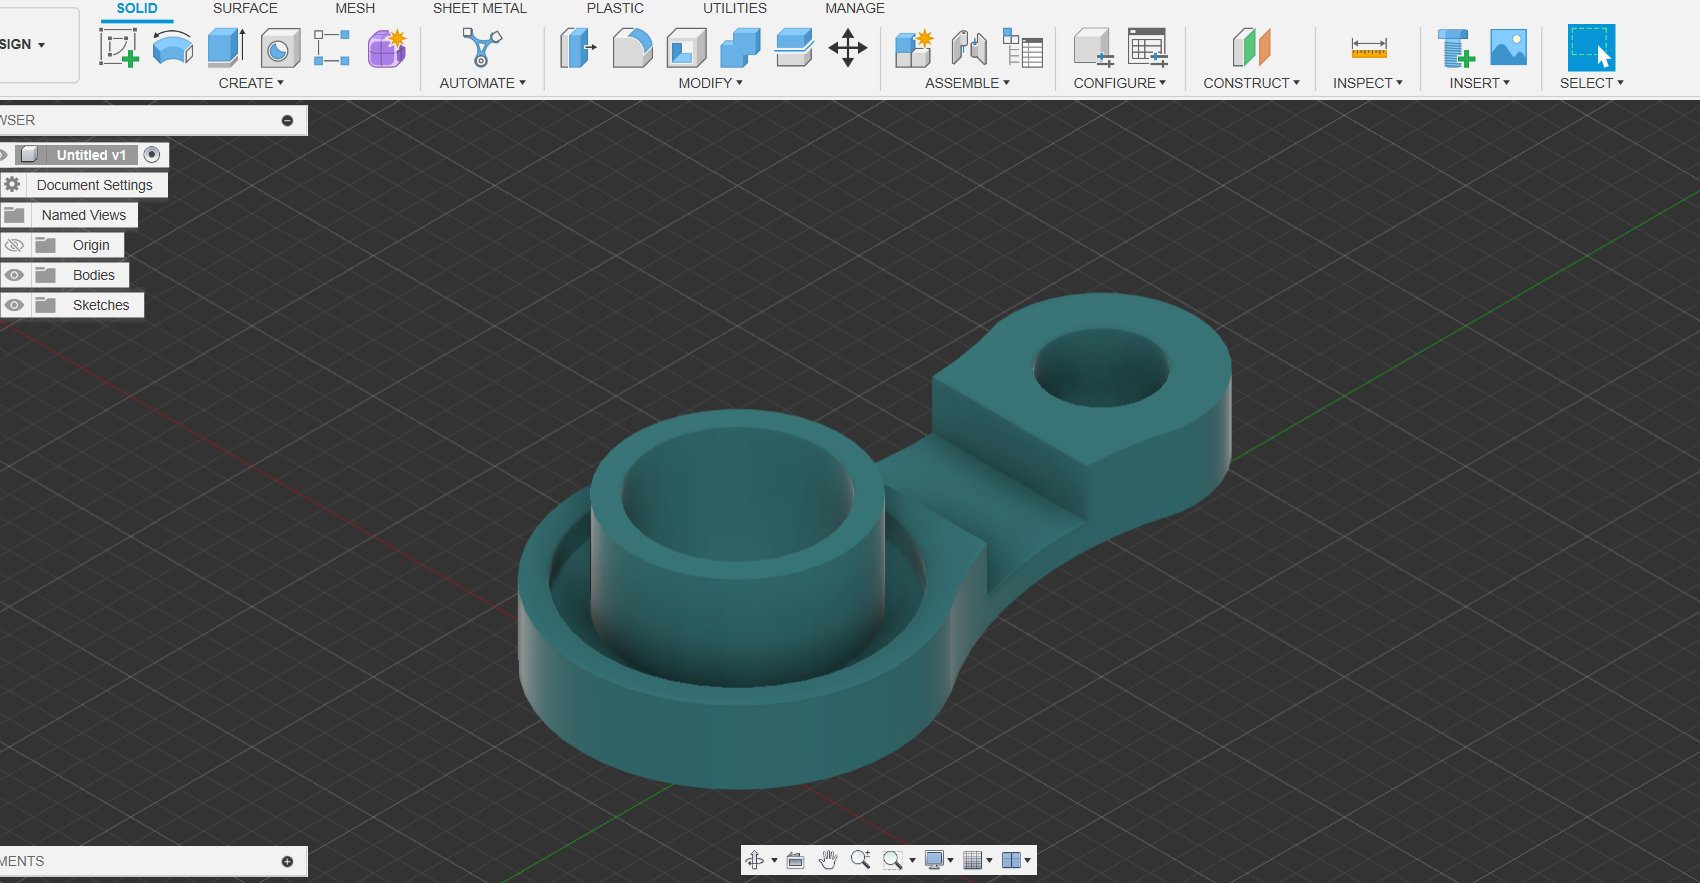 SOLID SURFACE MESH SHEET METAL PLASTIC UTILITIES MANAGE
SIGN
CREATE AUTOMATE MODIFY ASSEMBLE CONFIGURE CONSTRUCT INSPECT INSERT SELECT
WSER
Untitled v1
Document Settings
Named Views
Origin
Bodies
Sketches
MENTS